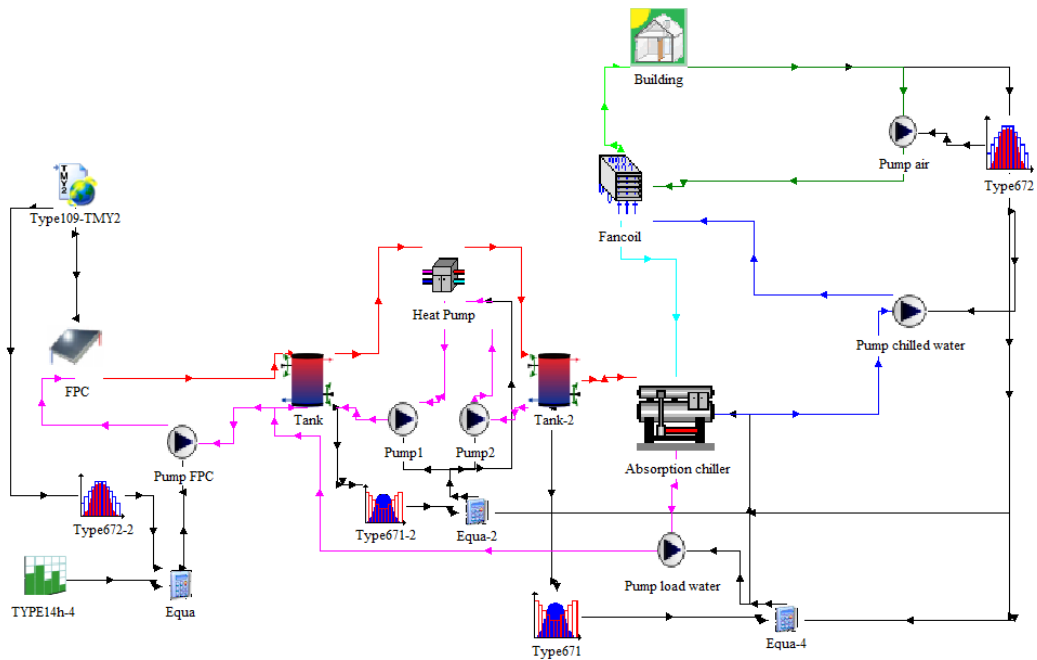 Building
Pump air
Type672
TMY2
Type109-TMY2
Fancoil
Heat Pump
Pump chilled water
FPC
Tank
Tank-2
Pump1
Pump2
Absorption chiller
Pump FPC
Type672-2
Type671-2
Equa-2
Pump load water
TYPE14h-4
Equa
Type671
Equa-4